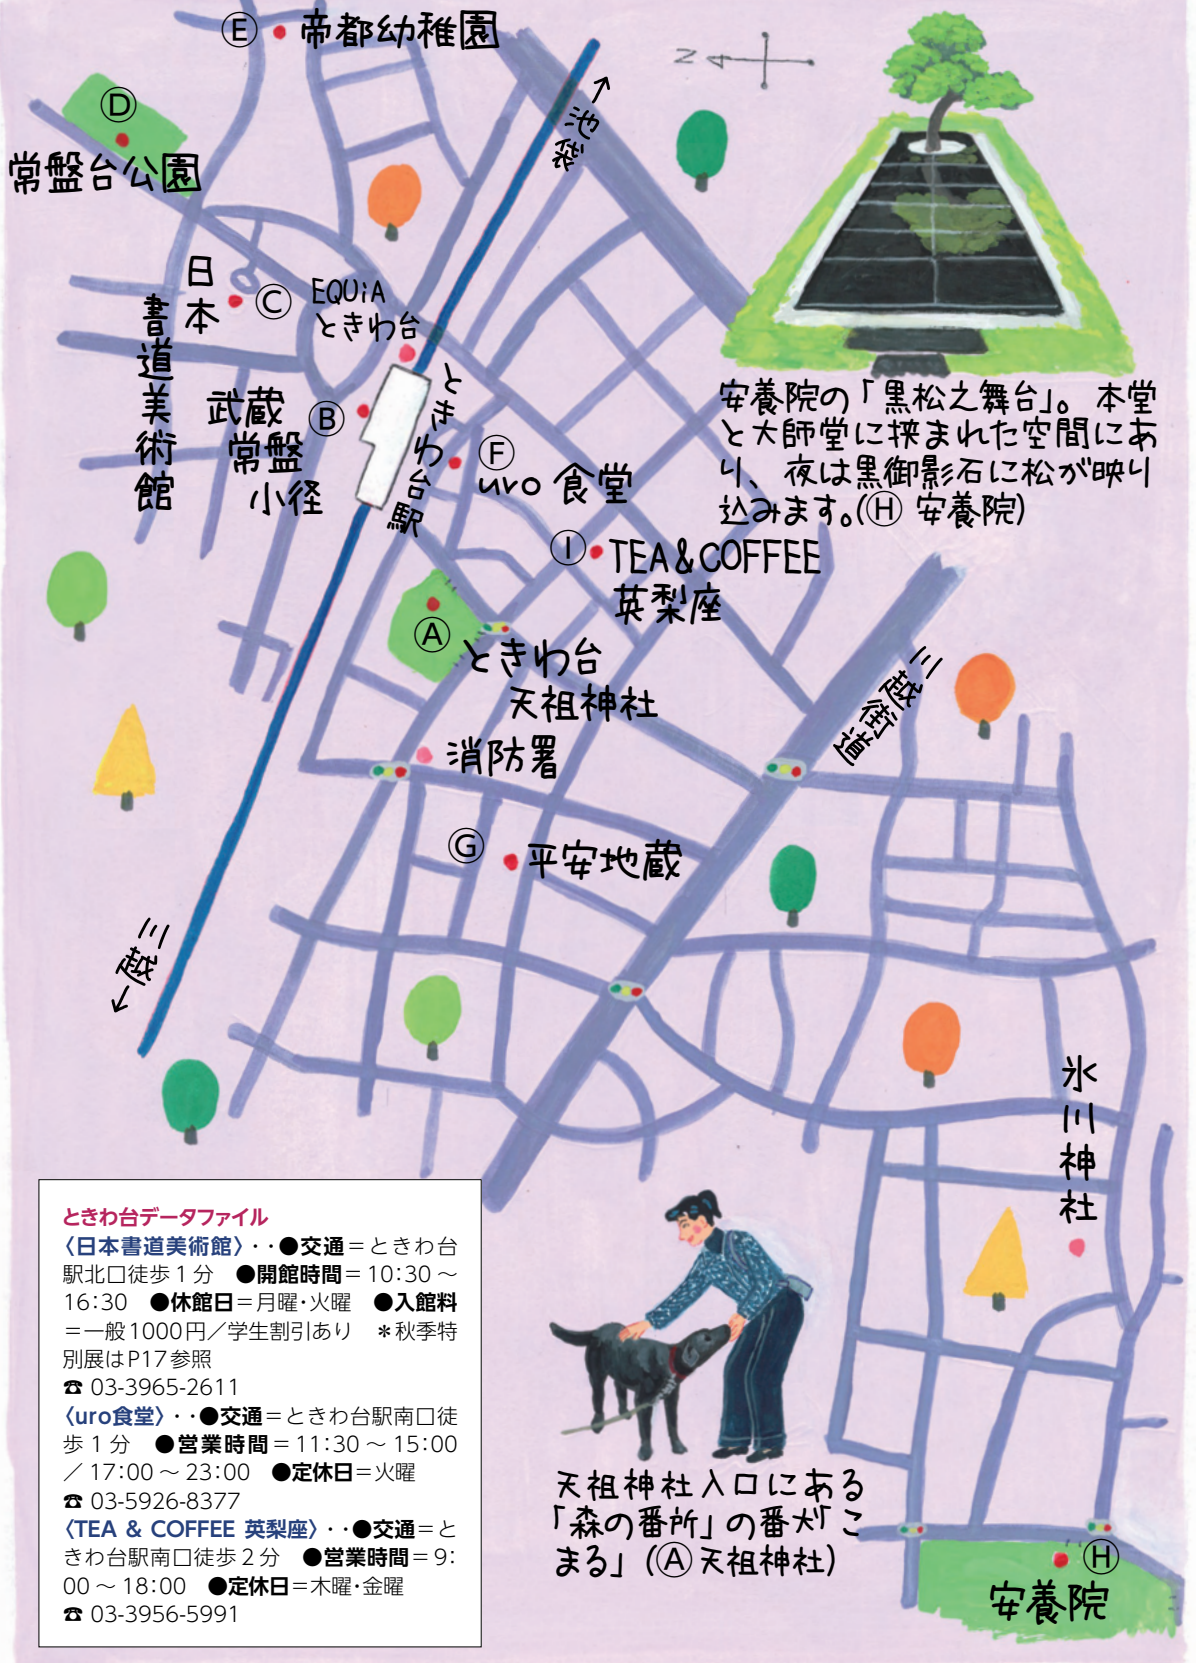 Ⓔ 帝都幼稚園
Ⓓ
常盤台公園
N
→池袋
日本
書道美術館
Ⓒ
EQUiA
ときわ台
武蔵
常盤
小径
Ⓑ
ときわ台駅
Ⓕ
uro 食堂
Ⓘ TEA&COFFEE
英梨座
Ⓐ
ときわ台
天祖神社
消防署
Ⓖ 平安地蔵
川越街道
川越←
氷川神社
Ⓗ
安養院
安養院の「黒松之舞台」。本堂
と大師堂に挟まれた空間にあ
り、夜は黒御影石に松が映り
込みます。(Ⓗ 安養院)
天祖神社入口にある
「森の番所」の番犬「こ
まる」(Ⓐ天祖神社)
ときわ台データファイル
〈日本書道美術館〉・・●交通＝ときわ台
駅北口徒歩1分 ●開館時間＝10:30～
16:30 ●休館日＝月曜・火曜 ●入館料
＝一般1000円／学生割引あり ＊秋季特
別展はP17参照
☎ 03-3965-2611
〈uro食堂〉・・●交通＝ときわ台駅南口徒
歩1分 ●営業時間＝11:30～15:00
／17:00～23:00 ●定休日＝火曜
☎ 03-5926-8377
〈TEA & COFFEE 英梨座〉・・●交通＝と
きわ台駅南口徒歩2分 ●営業時間＝9:
00～18:00 ●定休日＝木曜・金曜
☎ 03-3956-5991